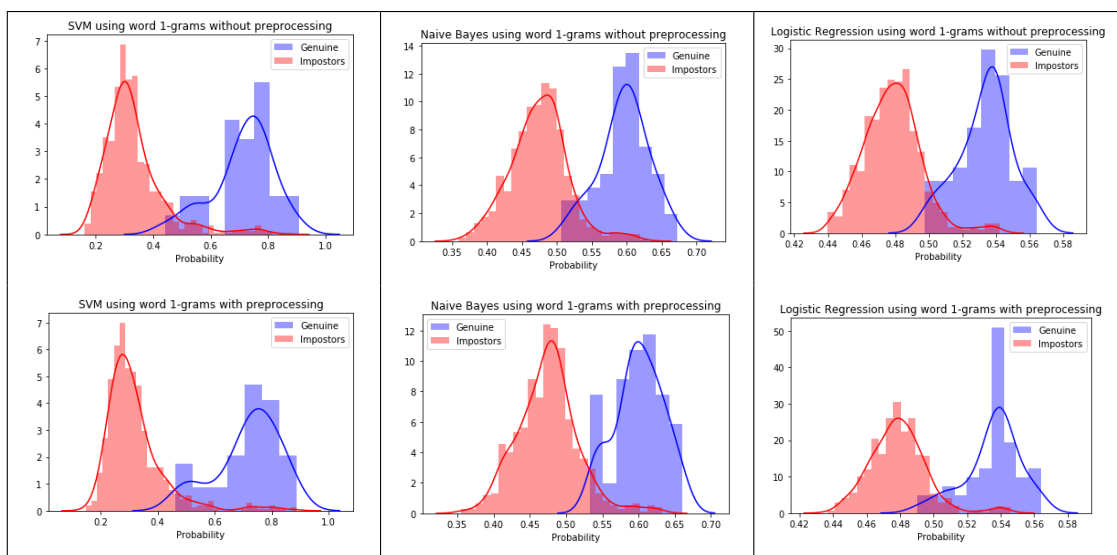 SVM using word 1-grams without preprocessing
7
6
5
4
3
2
1
0
Genuine
Impostors
0.2 0.4 0.6 0.8 1.0
Probability
Naive Bayes using word 1-grams without preprocessing
14
12
10
8
6
4
2
0
Genuine
Impostors
0.35 0.40 0.45 0.50 0.55 0.60 0.65 0.70
Probability
Logistic Regression using word 1-grams without preprocessing
30
25
20
15
10
5
0
Genuine
Impostors
0.42 0.44 0.46 0.48 0.50 0.52 0.54 0.56 0.58
Probability
SVM using word 1-grams with preprocessing
7
6
5
4
3
2
1
0
Genuine
Impostors
0.2 0.4 0.6 0.8 1.0
Probability
Naive Bayes using word 1-grams with preprocessing
12
10
8
6
4
2
0
Genuine
Impostors
0.35 0.40 0.45 0.50 0.55 0.60 0.65 0.70
Probability
Logistic Regression using word 1-grams with preprocessing
50
40
30
20
10
0
Genuine
Impostors
0.42 0.44 0.46 0.48 0.50 0.52 0.54 0.56 0.58
Probability